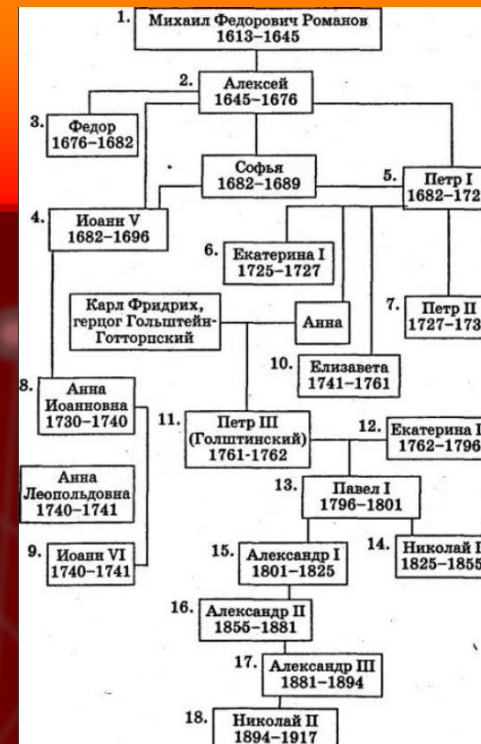 1. Михаил Федорович Романов
1613–1645
2. Алексей
1645–1676
3. Федор
1676–1682
Софья
1682–1689
5. Петр I
1682–172
4. Иоанн V
1682–1696
6. Екатерина I
1725–1727
Карл Фридрих,
герцог Гольштейн-
Готторпский
Анна
7. Петр II
1727–173
10. Елизавета
1741–1761
8. Анна
Иоанновна
1730–1740
11. Петр III
(Голштинский)
1761-1762
12. Екатерина I
1762–1796
Анна
Леопольдовна
1740–1741
13. Павел I
1796–1801
9. Иоанн VI
1740–1741
15. Александр I
1801–1825
14. Николай I
1825–1855
16. Александр II
1855–1881
17. Александр III
1881–1894
18. Николай II
1894–1917